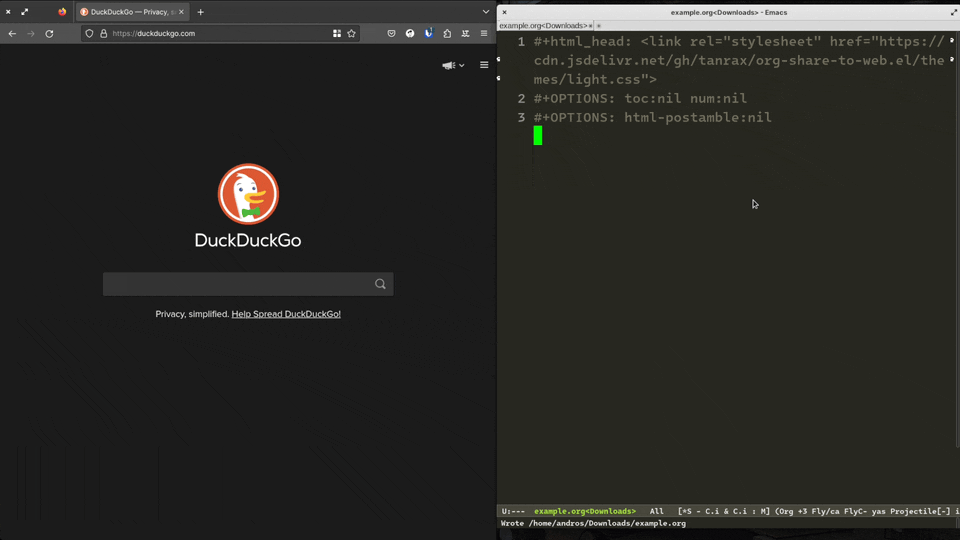 DuckDuckGo — Privacy, s
https://duckduckgo.com
DuckDuckGo
Privacy, simplified. Help Spread DuckDuckGo!
example.org<Downloads> - Emacs
example.org<Downloads>
1 #+html_head: <link rel="stylesheet" href="https://
cdn.jsdelivr.net/gh/tanrax/org-share-to-web.el/the
mes/light.css">
2 #+OPTIONS: toc:nil num:nil
3 #+OPTIONS: html-postamble:nil
U:--- example.org<Downloads> All [*S - C.i & C.i : M] (Org +3 Fly/ca FlyC- yas Projectile[-] i
Wrote /home/andros/Downloads/example.org